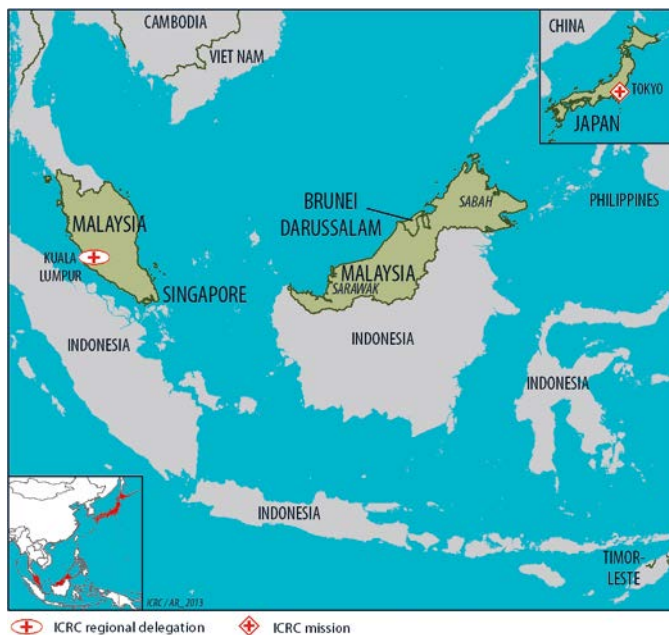 CAMBODIA
VIET NAM
CHINA
TOKYO
JAPAN
PHILIPPINES
SABAH
BRUNEI
DARUSSALAM
MALAYSIA
KUALA
LUMPUR
MALAYSIA
SARAWAK
SINGAPORE
INDONESIA
INDONESIA
INDONESIA
INDONESIA
TIMOR-
LESTE
ICRC / AR_2013
ICRC regional delegation
ICRC mission